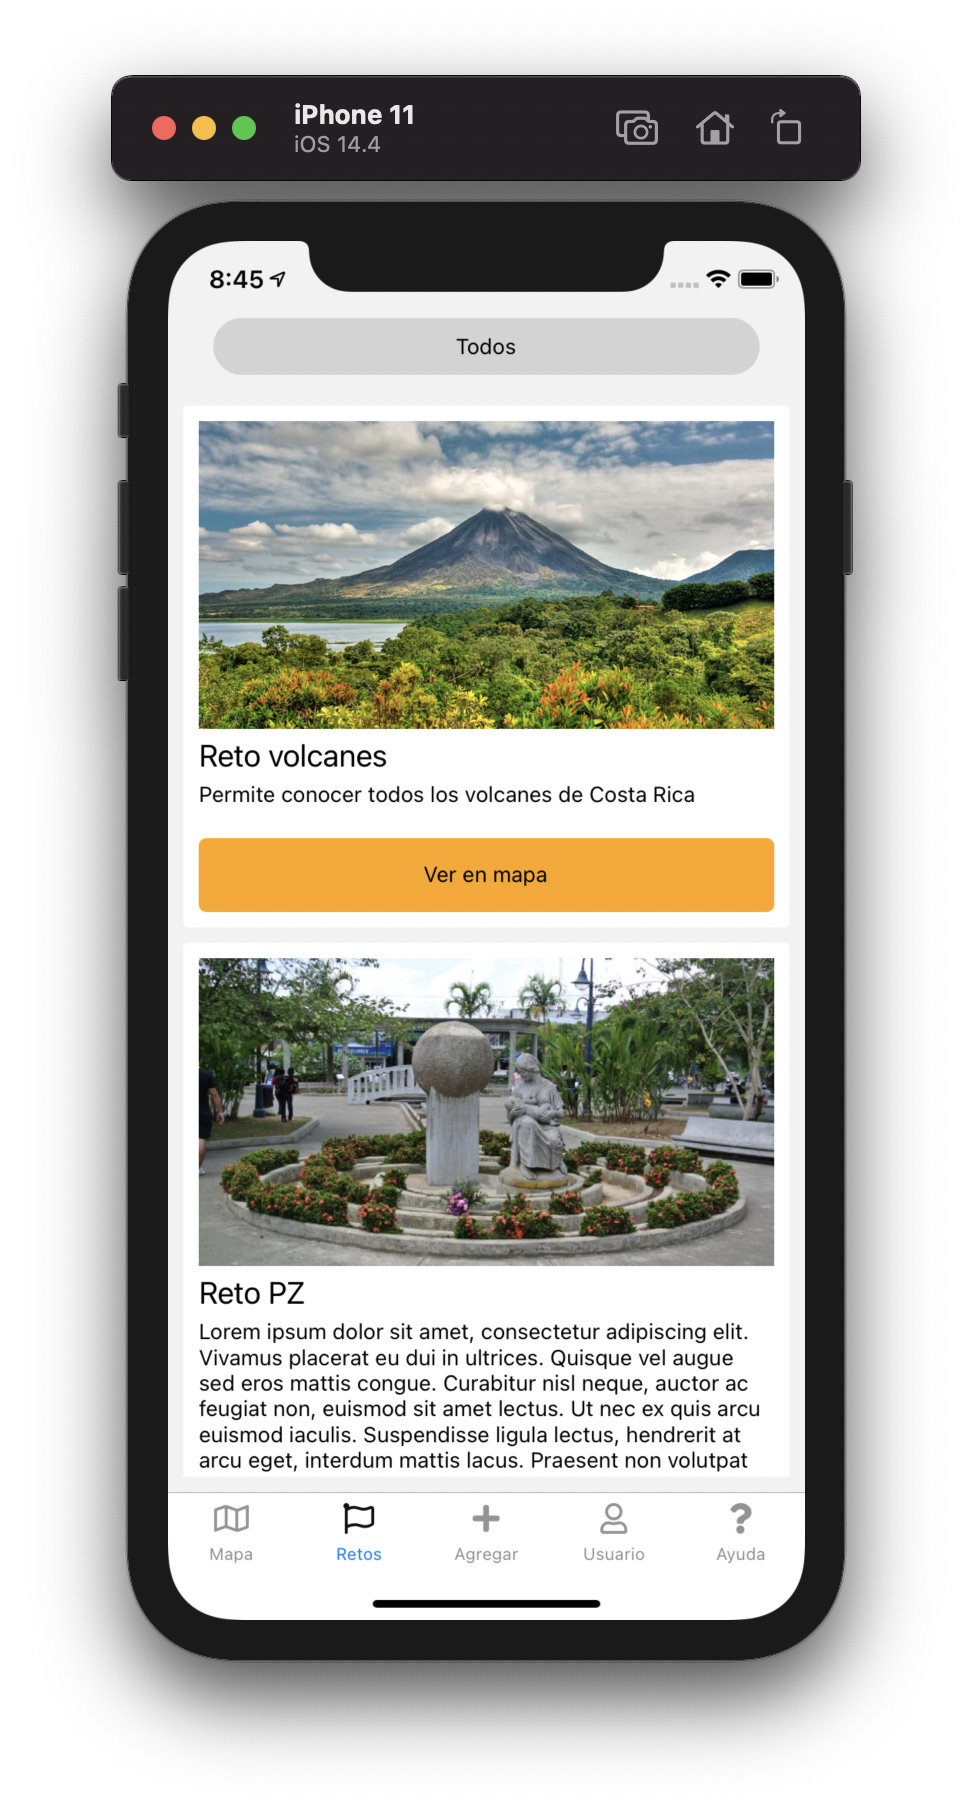 iPhone 11
iOS 14.4
8:45
Todos
Reto volcanes
Permite conocer todos los volcanes de Costa Rica
Ver en mapa
Reto PZ
Lorem ipsum dolor sit amet, consectetur adipiscing elit.
Vivamus placerat eu dui in ultrices. Quisque vel augue
sed eros mattis congue. Curabitur nisl neque, auctor ac
feugiat non, euismod sit amet lectus. Ut nec ex quis arcu
euismod iaculis. Suspendisse ligula lectus, hendrerit at
arcu eget, interdum mattis lacus. Praesent non volutpat
Mapa
Retos
Agregar
Usuario
Ayuda